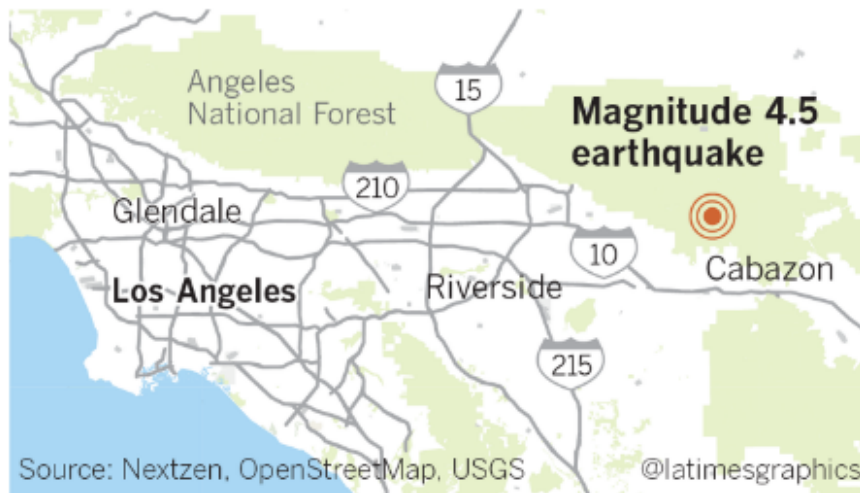 Angeles
National Forest
15
Magnitude 4.5
earthquake
210
Glendale
10
Cabazon
Los Angeles
Riverside
215
Source: Nextzen, OpenStreetMap, USGS
@latimesgraphics